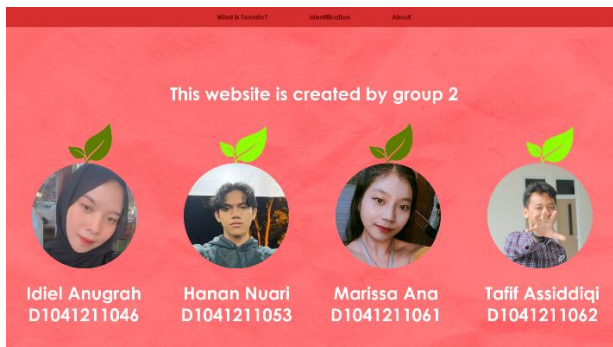 What is Tomato?
Identification
About
This website is created by group 2
Idiel Anugrah
D1041211046
Hanan Nuari
D1041211053
Marissa Ana
D1041211061
Tafif Assiddiqi
D1041211062